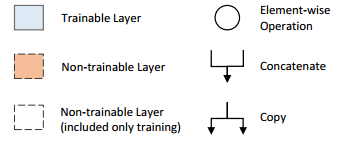 Trainable Layer
Element-wise
Operation
Non-trainable Layer
Concatenate
Non-trainable Layer
(included only training)
Copy